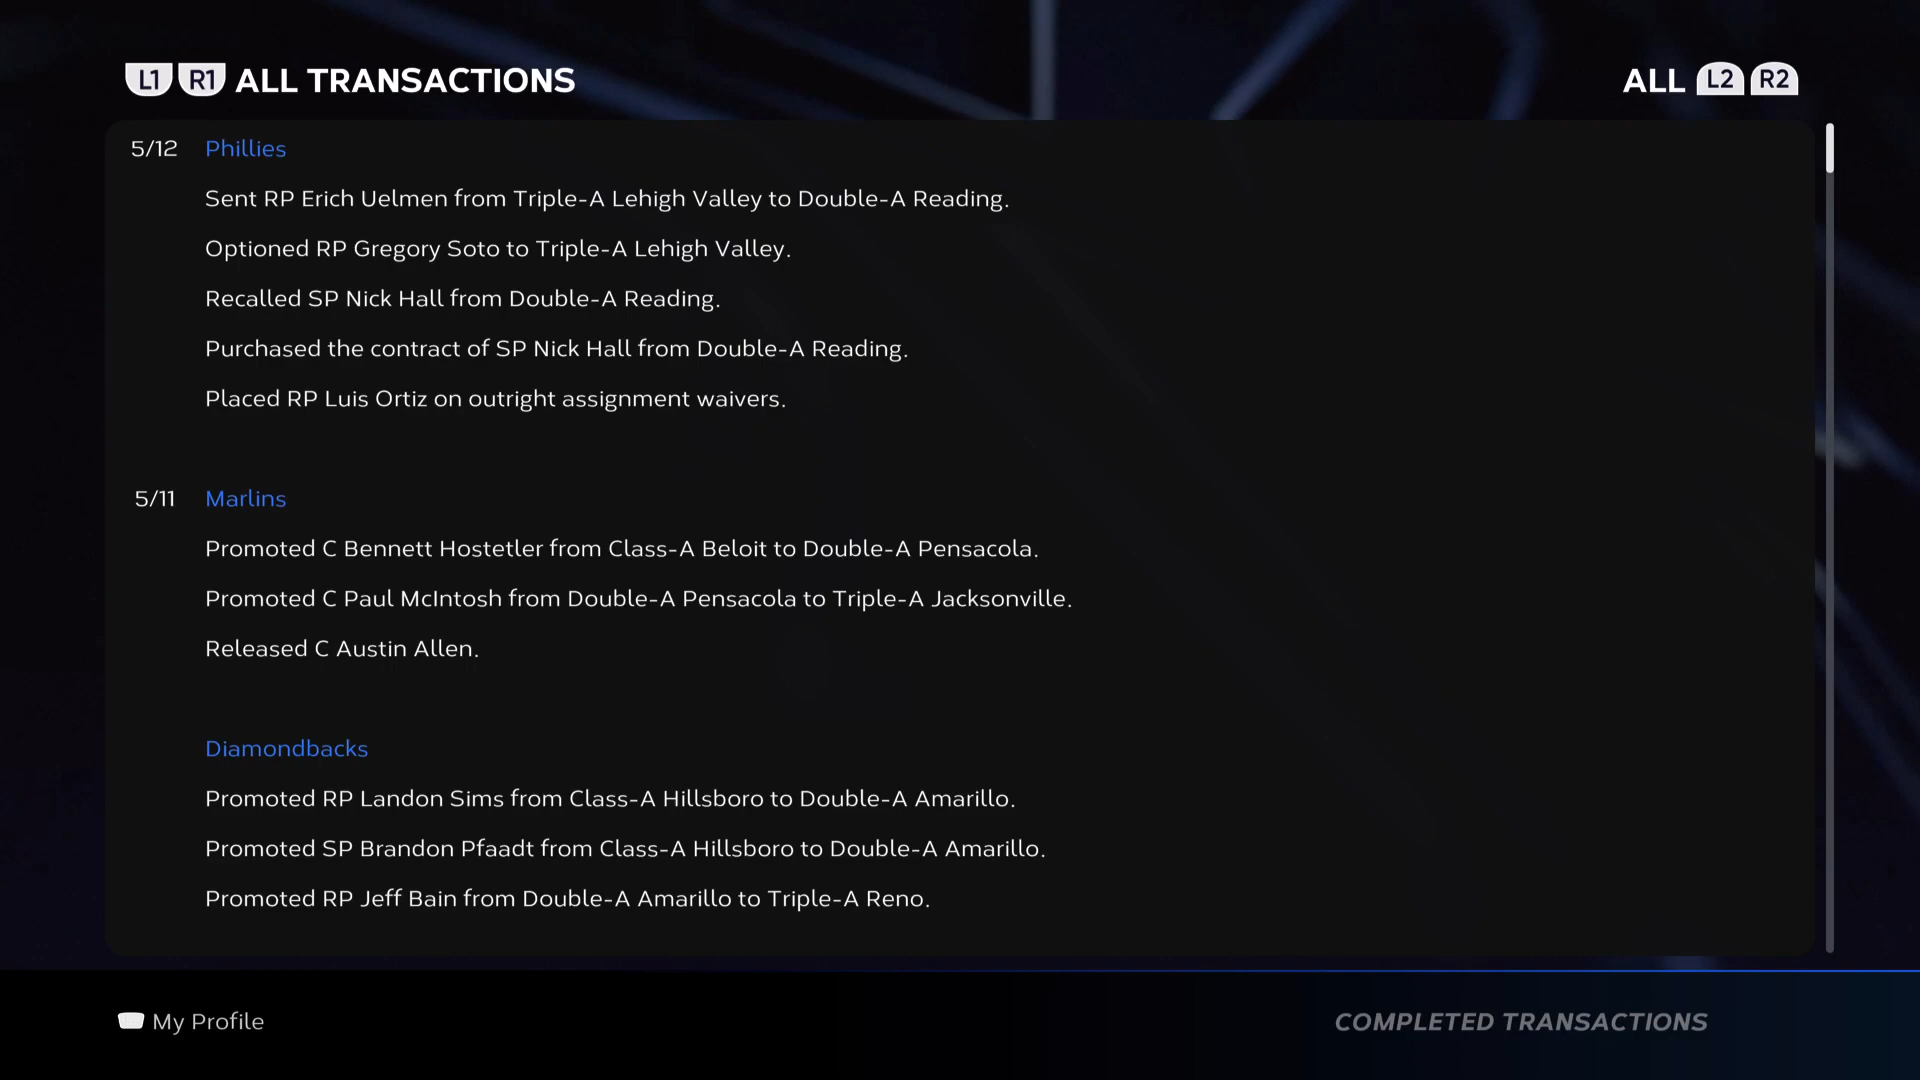 L1 R1 ALL TRANSACTIONS
ALL L2 R2
5/12 Phillies
Sent RP Erich Uelmen from Triple-A Lehigh Valley to Double-A Reading.
Optioned RP Gregory Soto to Triple-A Lehigh Valley.
Recalled SP Nick Hall from Double-A Reading.
Purchased the contract of SP Nick Hall from Double-A Reading.
Placed RP Luis Ortiz on outright assignment waivers.
5/11 Marlins
Promoted C Bennett Hostetler from Class-A Beloit to Double-A Pensacola.
Promoted C Paul McIntosh from Double-A Pensacola to Triple-A Jacksonville.
Released C Austin Allen.
Diamondbacks
Promoted RP Landon Sims from Class-A Hillsboro to Double-A Amarillo.
Promoted SP Brandon Pfaadt from Class-A Hillsboro to Double-A Amarillo.
Promoted RP Jeff Bain from Double-A Amarillo to Triple-A Reno.
My Profile
COMPLETED TRANSACTIONS